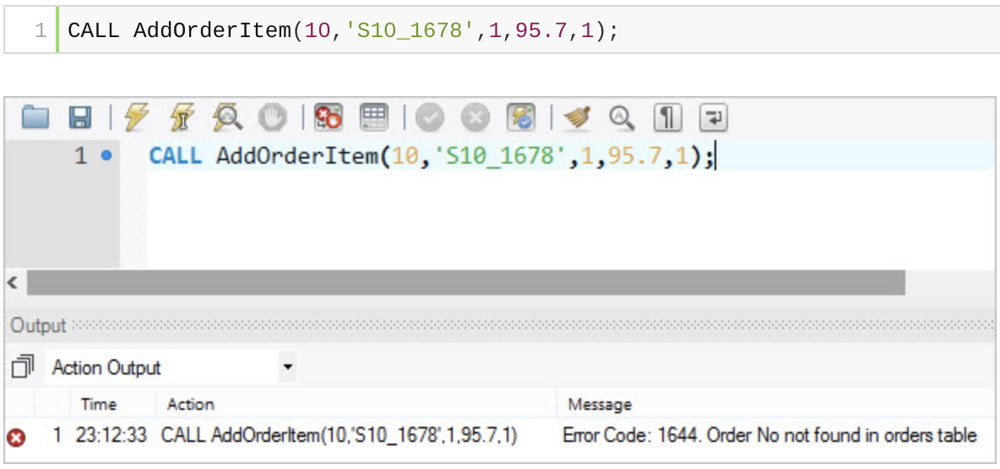 1 CALL AddOrderItem(10,'S10_1678',1,95.7,1);
1 CALL AddOrderItem(10,'S10_1678',1,95.7,1);
Output
Action Output
Time Action Message
1 23:12:33 CALL AddOrderItem(10,'S10_1678',1,95.7,1) Error Code: 1644. Order No not found in orders table